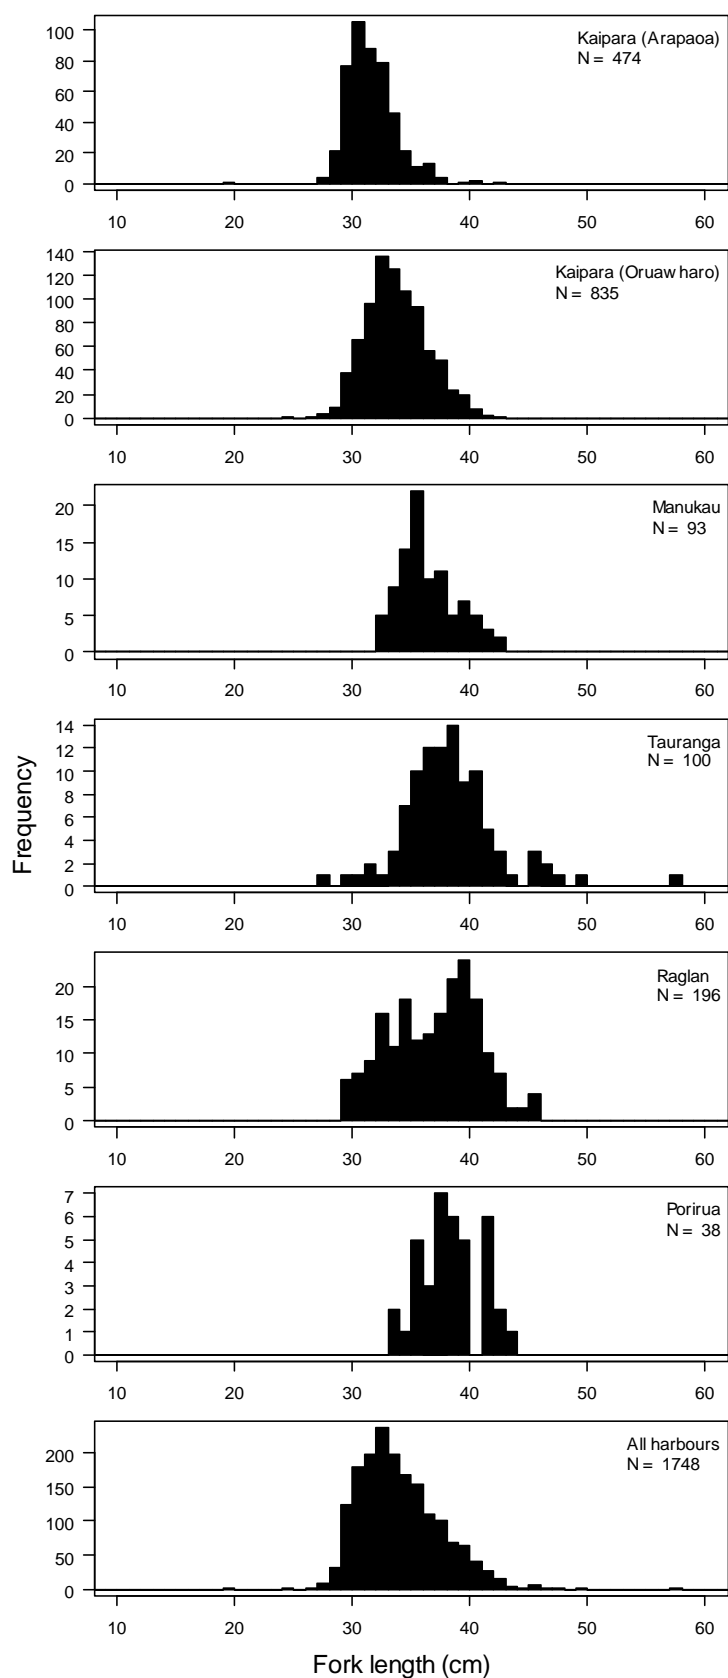 Kaipara (Arapaoa)
N = 474
100
80
60
40
20
0
10 20 30 40 50 60
Kaipara (Oruaw haro)
N = 835
140
120
100
80
60
40
20
0
10 20 30 40 50 60
Manukau
N = 93
20
15
10
5
0
10 20 30 40 50 60
Tauranga
N = 100
14
12
10
8
6
4
2
0
10 20 30 40 50 60
Frequency
Raglan
N = 196
20
15
10
5
0
10 20 30 40 50 60
Porirua
N = 38
7
6
5
4
3
2
1
0
10 20 30 40 50 60
All harbours
N = 1748
200
150
100
50
0
10 20 30 40 50 60
Fork length (cm)